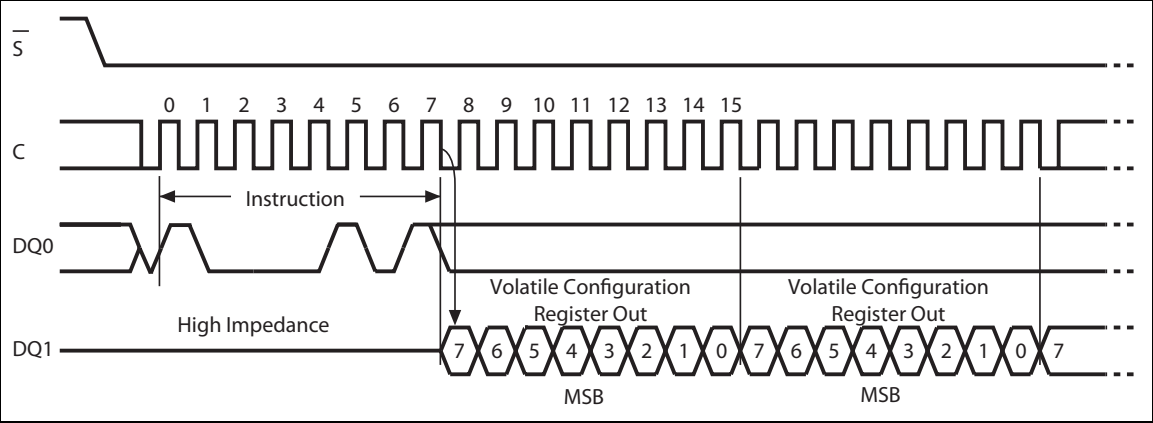 S
0 1 2 3 4 5 6 7 8 9 10 11 12 13 14 15
C
Instruction
DQ0
Volatile Configuration
Register Out
Volatile Configuration
Register Out
High Impedance
DQ1
7 6 5 4 3 2 1 0 7 6 5 4 3 2 1 0 7
MSB
MSB